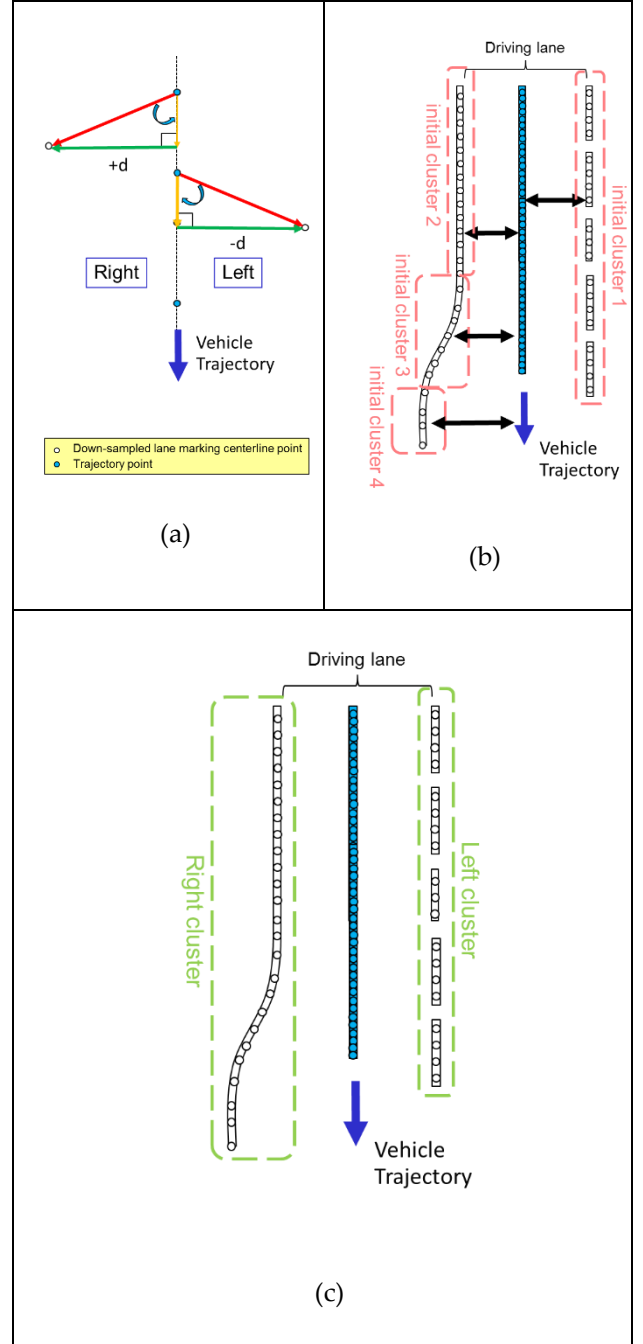 +d
-d
Right
Left
Vehicle
Trajectory
Down-sampled lane marking centerline point
Trajectory point
(a)
Driving lane
initial cluster 2
initial cluster 1
initial cluster 3
initial cluster 4
Vehicle
Trajectory
(b)
Driving lane
Right cluster
Left cluster
Vehicle
Trajectory
(c)